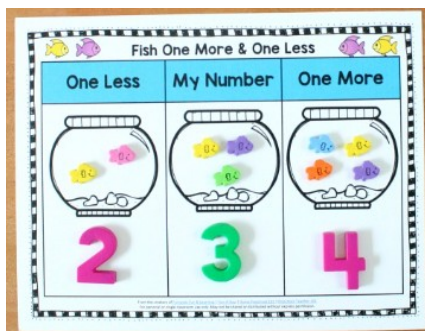 Fish One More & One Less
One Less
My Number
One More
2
3
4